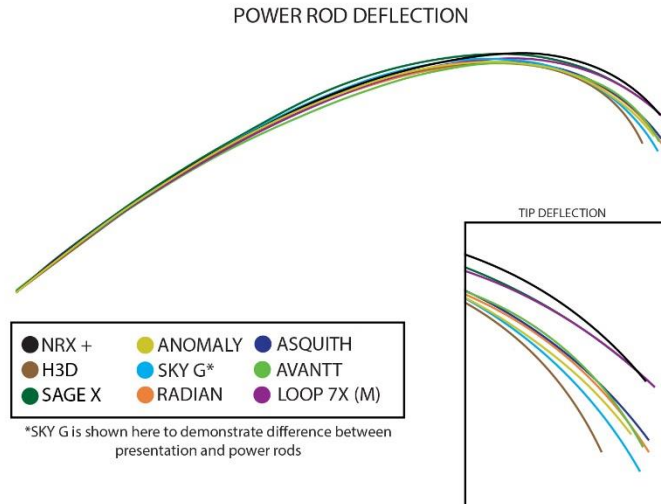 POWER ROD DEFLECTION
TIP DEFLECTION
NRX +
ANOMALY
ASQUITH
H3D
SKY G*
AVANTT
SAGE X
RADIAN
LOOP 7X (M)
*SKY G is shown here to demonstrate difference between
presentation and power rods